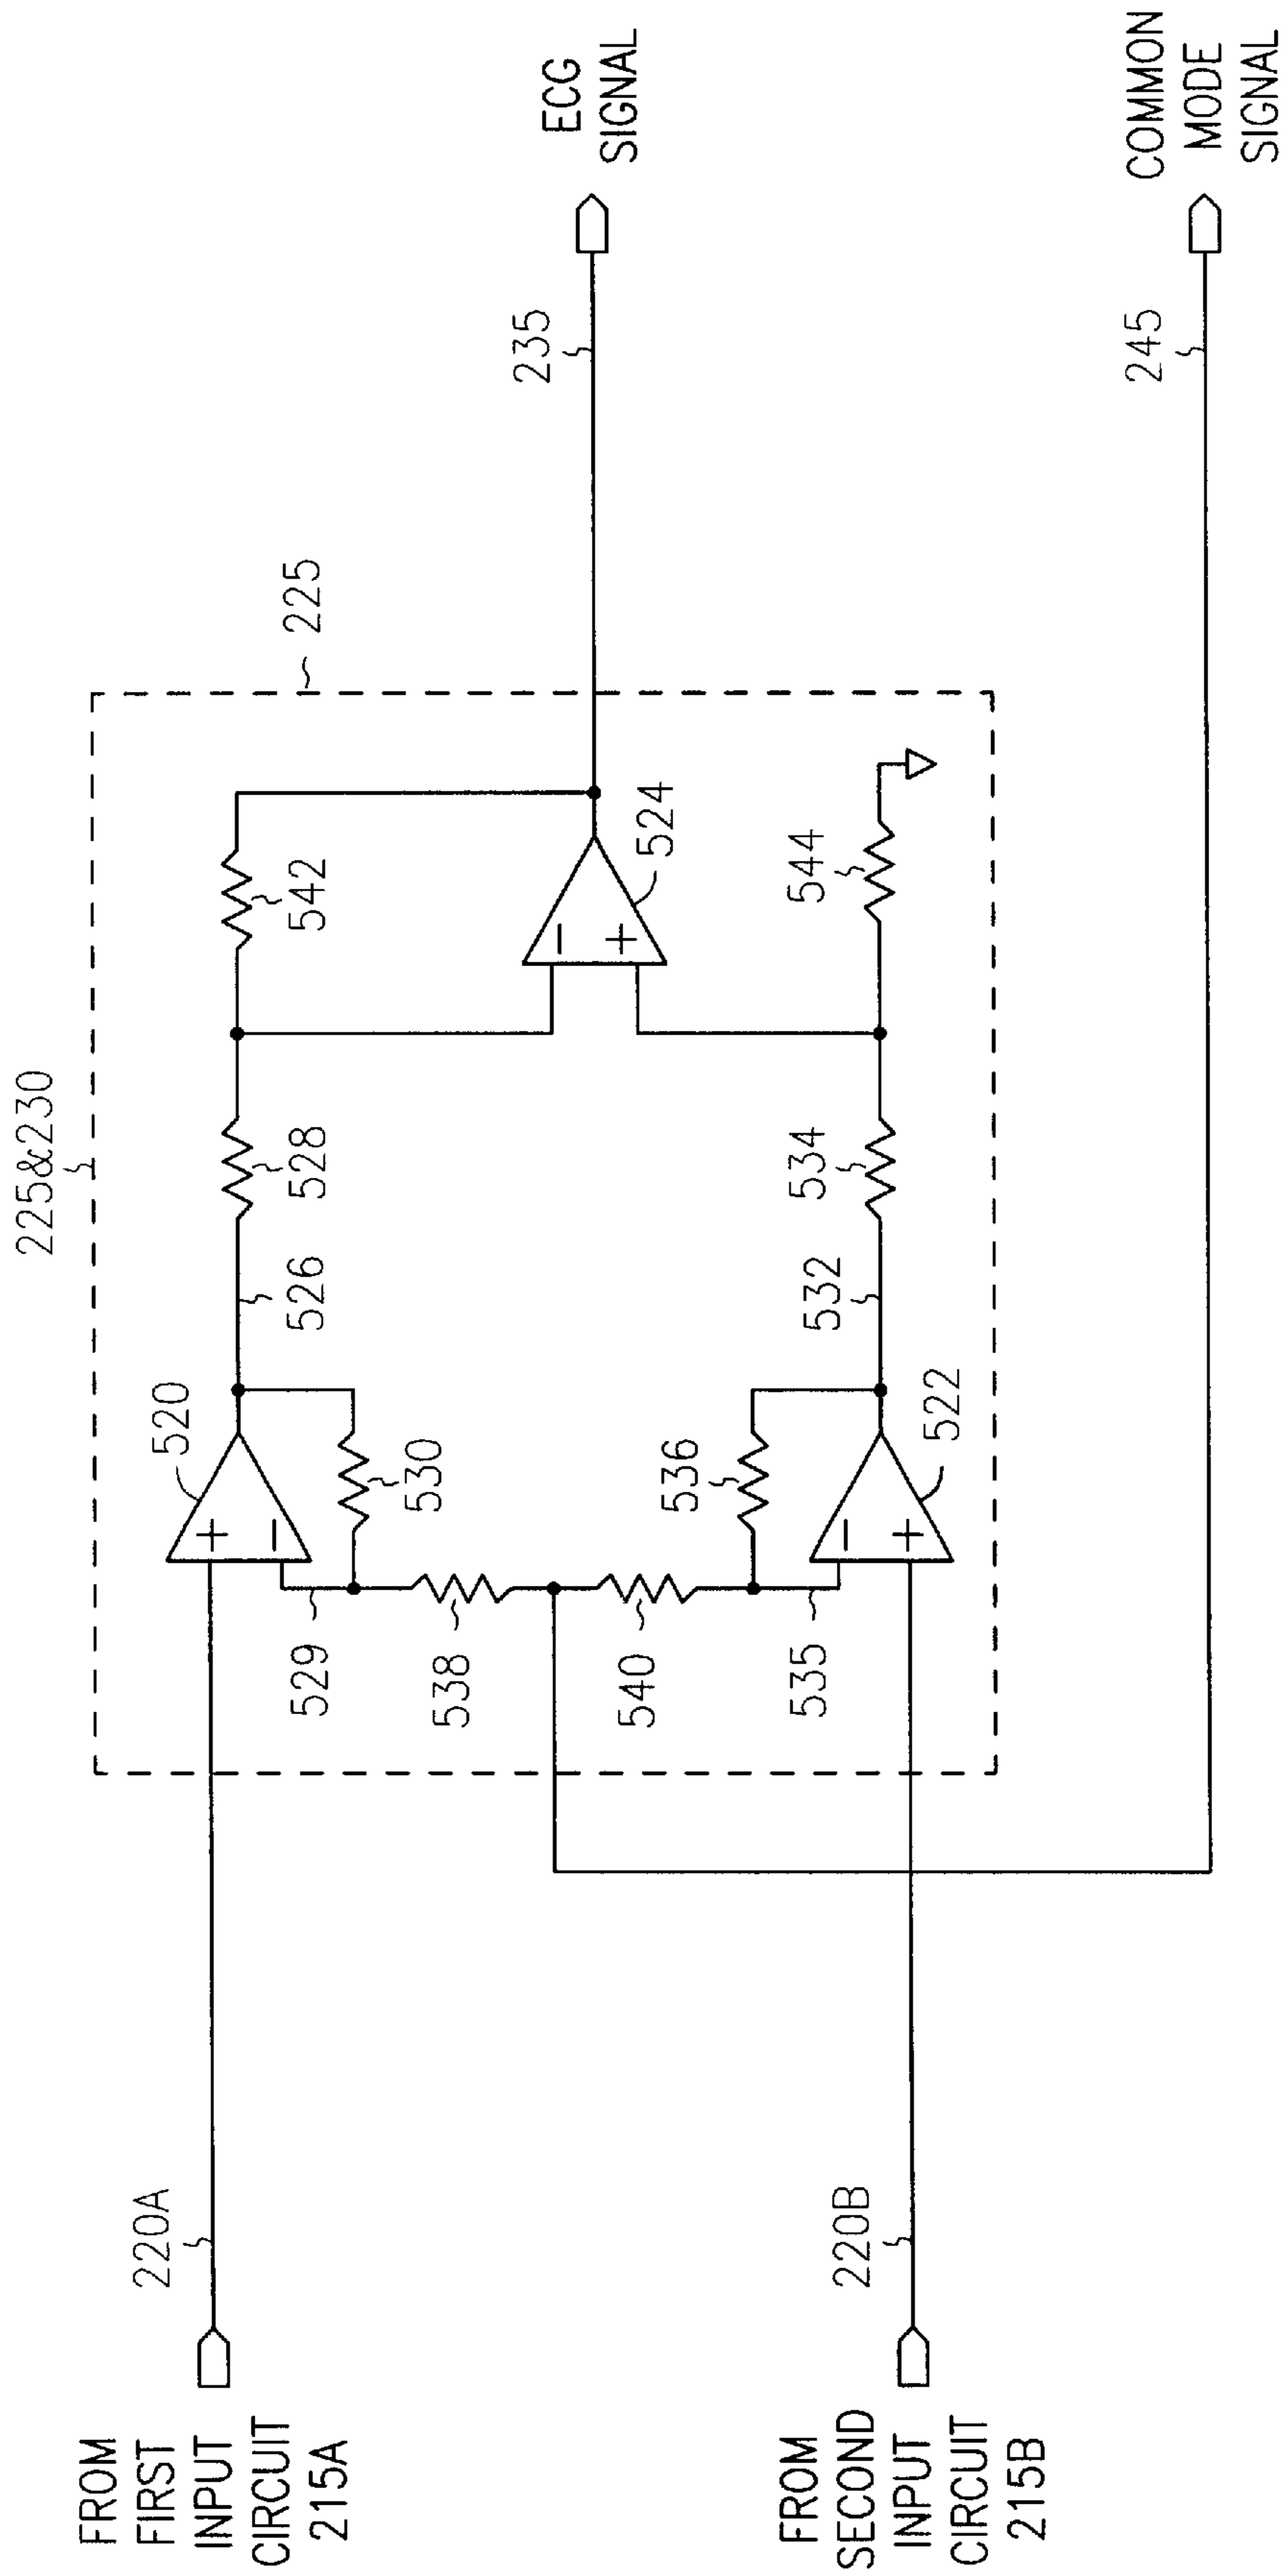 225&230
225
FROM
FIRST
INPUT
CIRCUIT
215A
220A
520
+
−
526
528
542
530
529
538
540
535
536
524
−
+
235
ECG
SIGNAL
FROM
SECOND
INPUT
CIRCUIT
215B
220B
522
−
+
532
534
544
245
COMMON
MODE
SIGNAL